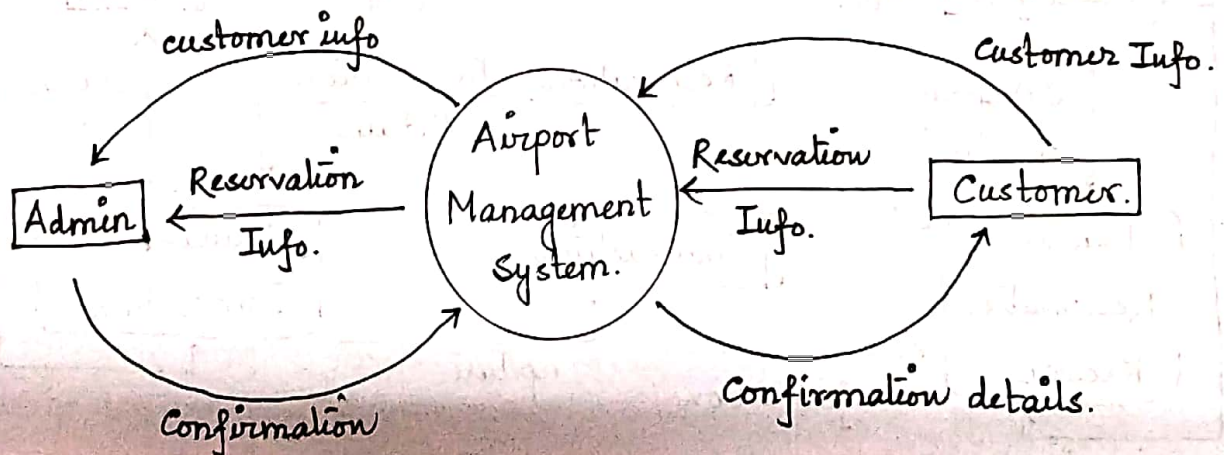 customer info
Customer Info.
Airport
Management
System.
Reservation
Info.
Reservation
Info.
Admin
Customer.
Confirmation
Confirmation details.